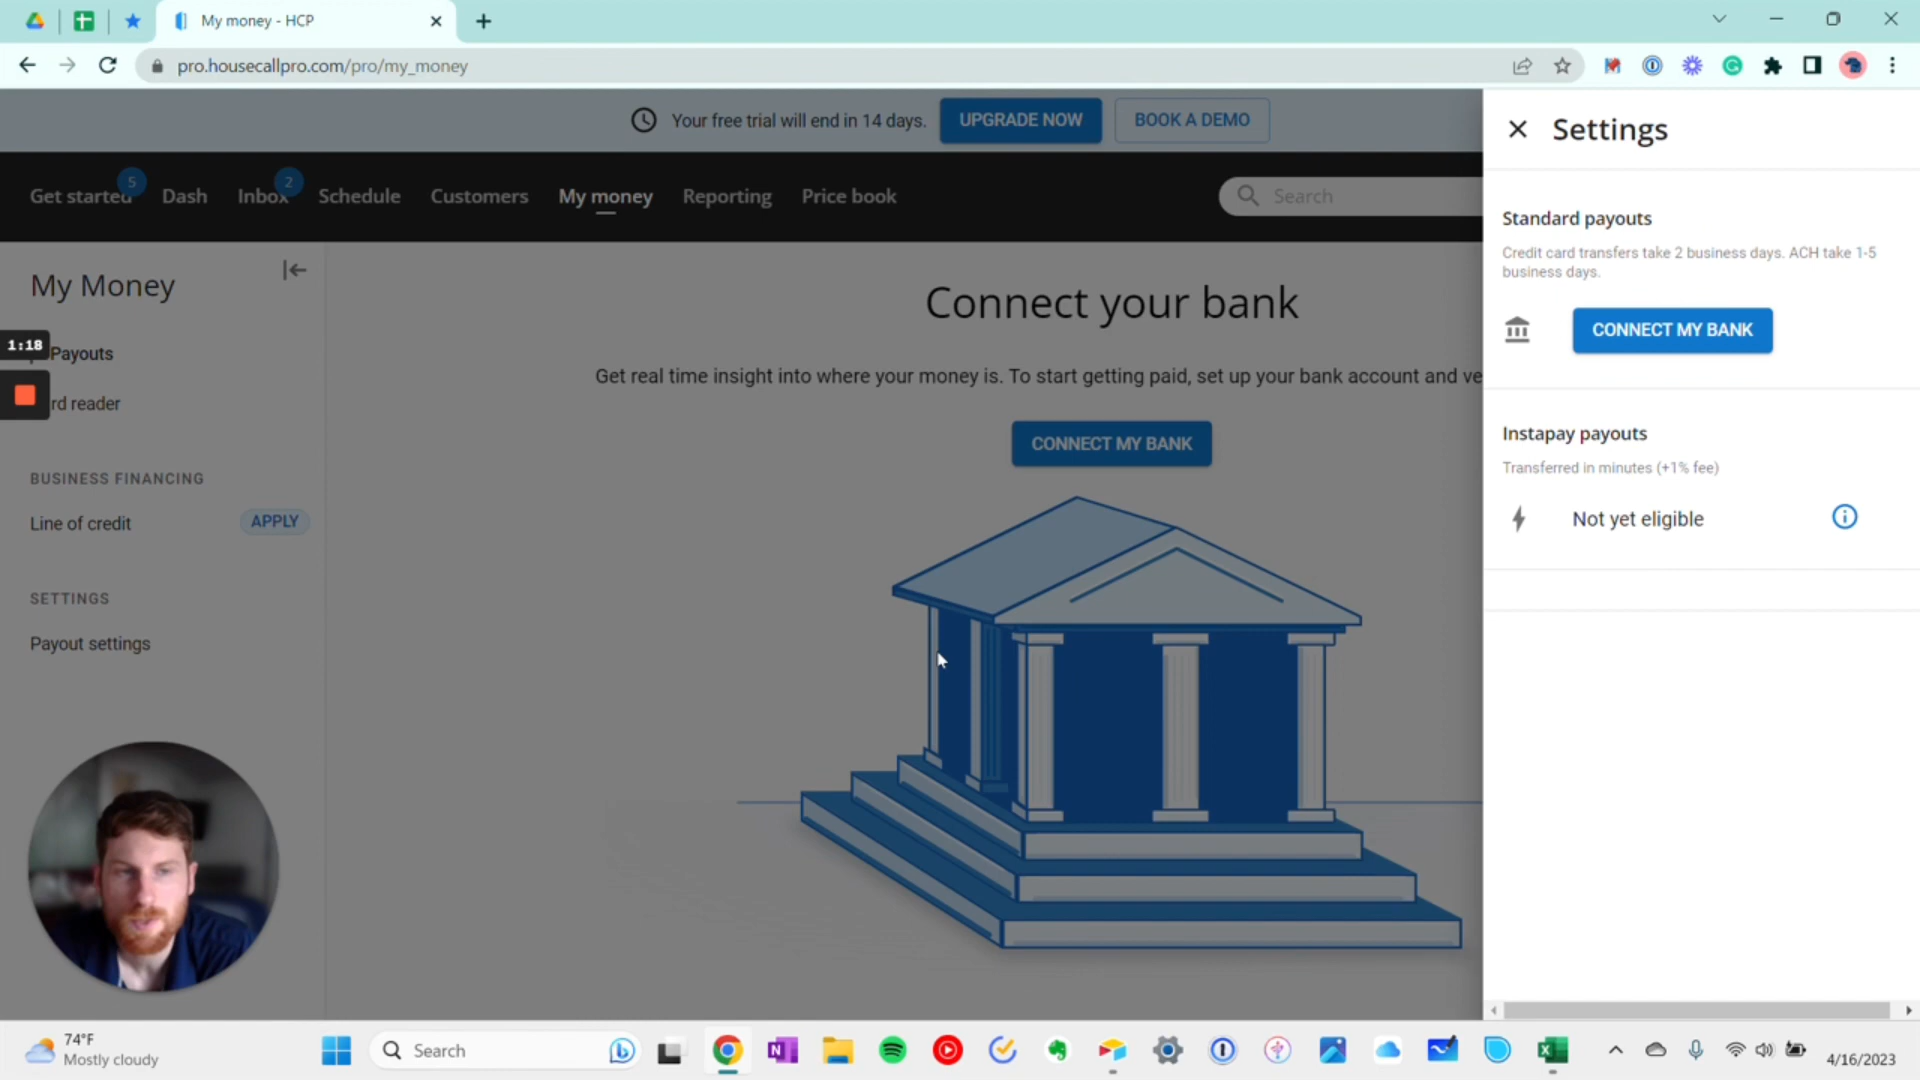 My money - HCP
pro.housecallpro.com/pro/my_money
Your free trial will end in 14 days.
UPGRADE NOW
BOOK A DEMO
Get started
5
Dash
Inbox
2
Schedule
Customers
My money
Reporting
Price book
Search
My Money
1:18
Payouts
rd reader
BUSINESS FINANCING
Line of credit
APPLY
SETTINGS
Payout settings
Connect your bank
Get real time insight into where your money is. To start getting paid, set up your bank account and ve
CONNECT MY BANK
Settings
Standard payouts
Credit card transfers take 2 business days. ACH take 1-5
business days.
CONNECT MY BANK
Instapay payouts
Transferred in minutes (+1% fee)
Not yet eligible
74°F
Mostly cloudy
Search
4/16/2023